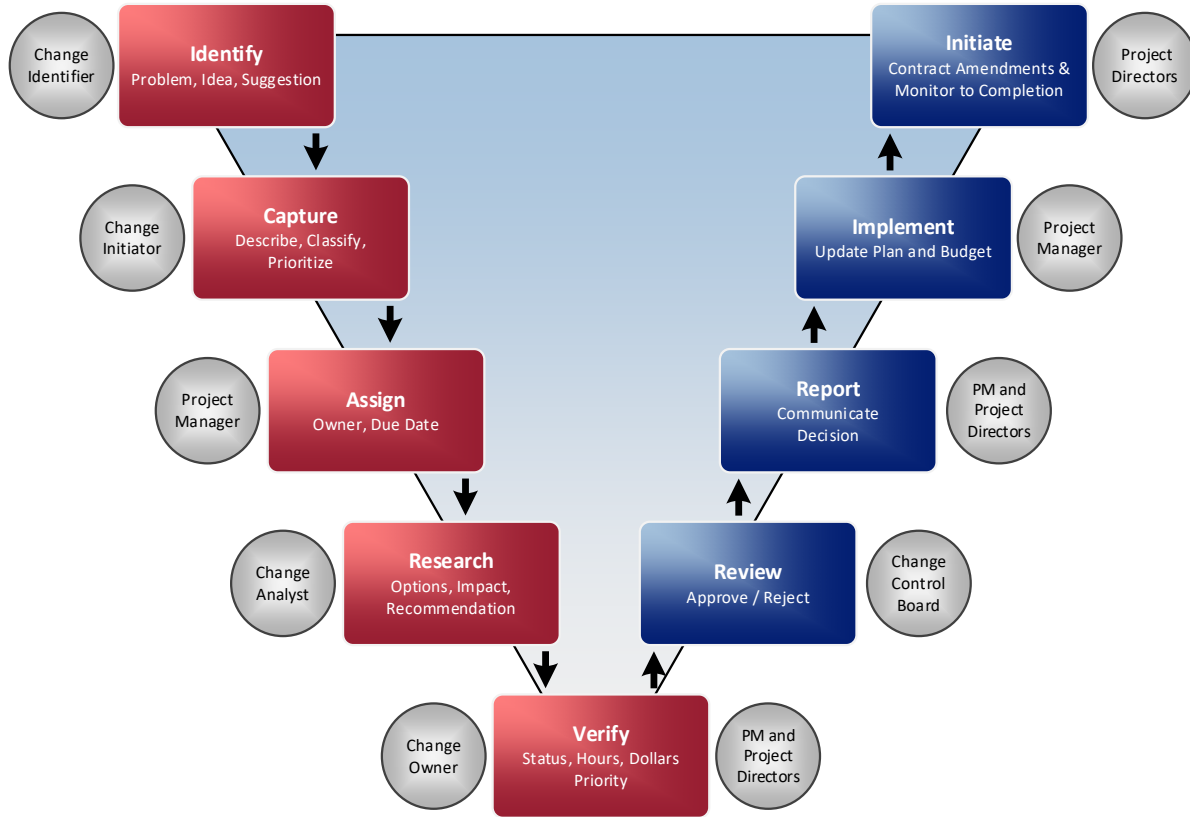 Change
Identifier
Identify
Problem, Idea, Suggestion
Initiate
Contract Amendments &
Monitor to Completion
Project
Directors
Change
Initiator
Capture
Describe, Classify,
Prioritize
Implement
Update Plan and Budget
Project
Manager
Project
Manager
Assign
Owner, Due Date
Report
Communicate
Decision
PM and
Project
Directors
Change
Analyst
Research
Options, Impact,
Recommendation
Review
Approve / Reject
Change
Control
Board
Change
Owner
Verify
Status, Hours, Dollars
Priority
PM and
Project
Directors